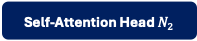 Self-Attention Head N₂